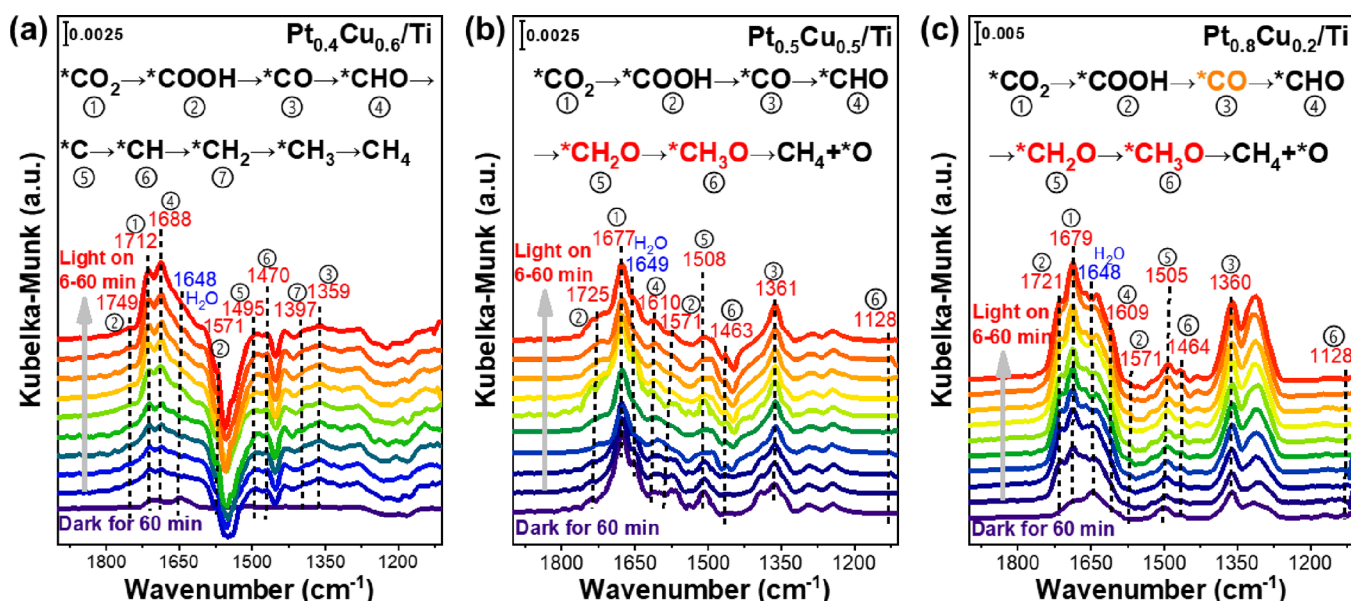 (a)
0.0025
Pt0.4Cu0.6/Ti
*CO2→*COOH→*CO→*CHO→
① ② ③ ④
*C→*CH→*CH2→*CH3→CH4
⑤ ⑥ ⑦
① ④
1712 1688
Light on
6-60 min
1749
②
1648
H2O
②
1571
⑤
1495
⑥
1470
⑦
1397
③
1359
Dark for 60 min
Kubelka-Munk (a.u.)
1800 1650 1500 1350 1200
Wavenumber (cm-1)
(b)
0.0025
Pt0.5Cu0.5/Ti
*CO2→*COOH→*CO→*CHO
① ② ③ ④
→*CH2O→*CH3O→CH4+*O
⑤ ⑥
Light on
6-60 min
①
1677
H2O
1649
1725
②
④
1610
②
1571
⑤
1508
⑥
1463
③
1361
⑥
1128
Dark for 60 min
Kubelka-Munk (a.u.)
1800 1650 1500 1350 1200
Wavenumber (cm-1)
(c)
0.005
Pt0.8Cu0.2/Ti
*CO2→*COOH→*CO→*CHO
① ② ③ ④
→*CH2O→*CH3O→CH4+*O
⑤ ⑥
①
1679
②
1721
H2O
1648
Light on
6-60 min
④
1609
②
1571
⑤
1505
⑥
1464
③
1360
⑥
1128
Dark for 60 min
Kubelka-Munk (a.u.)
1800 1650 1500 1350 1200
Wavenumber (cm-1)